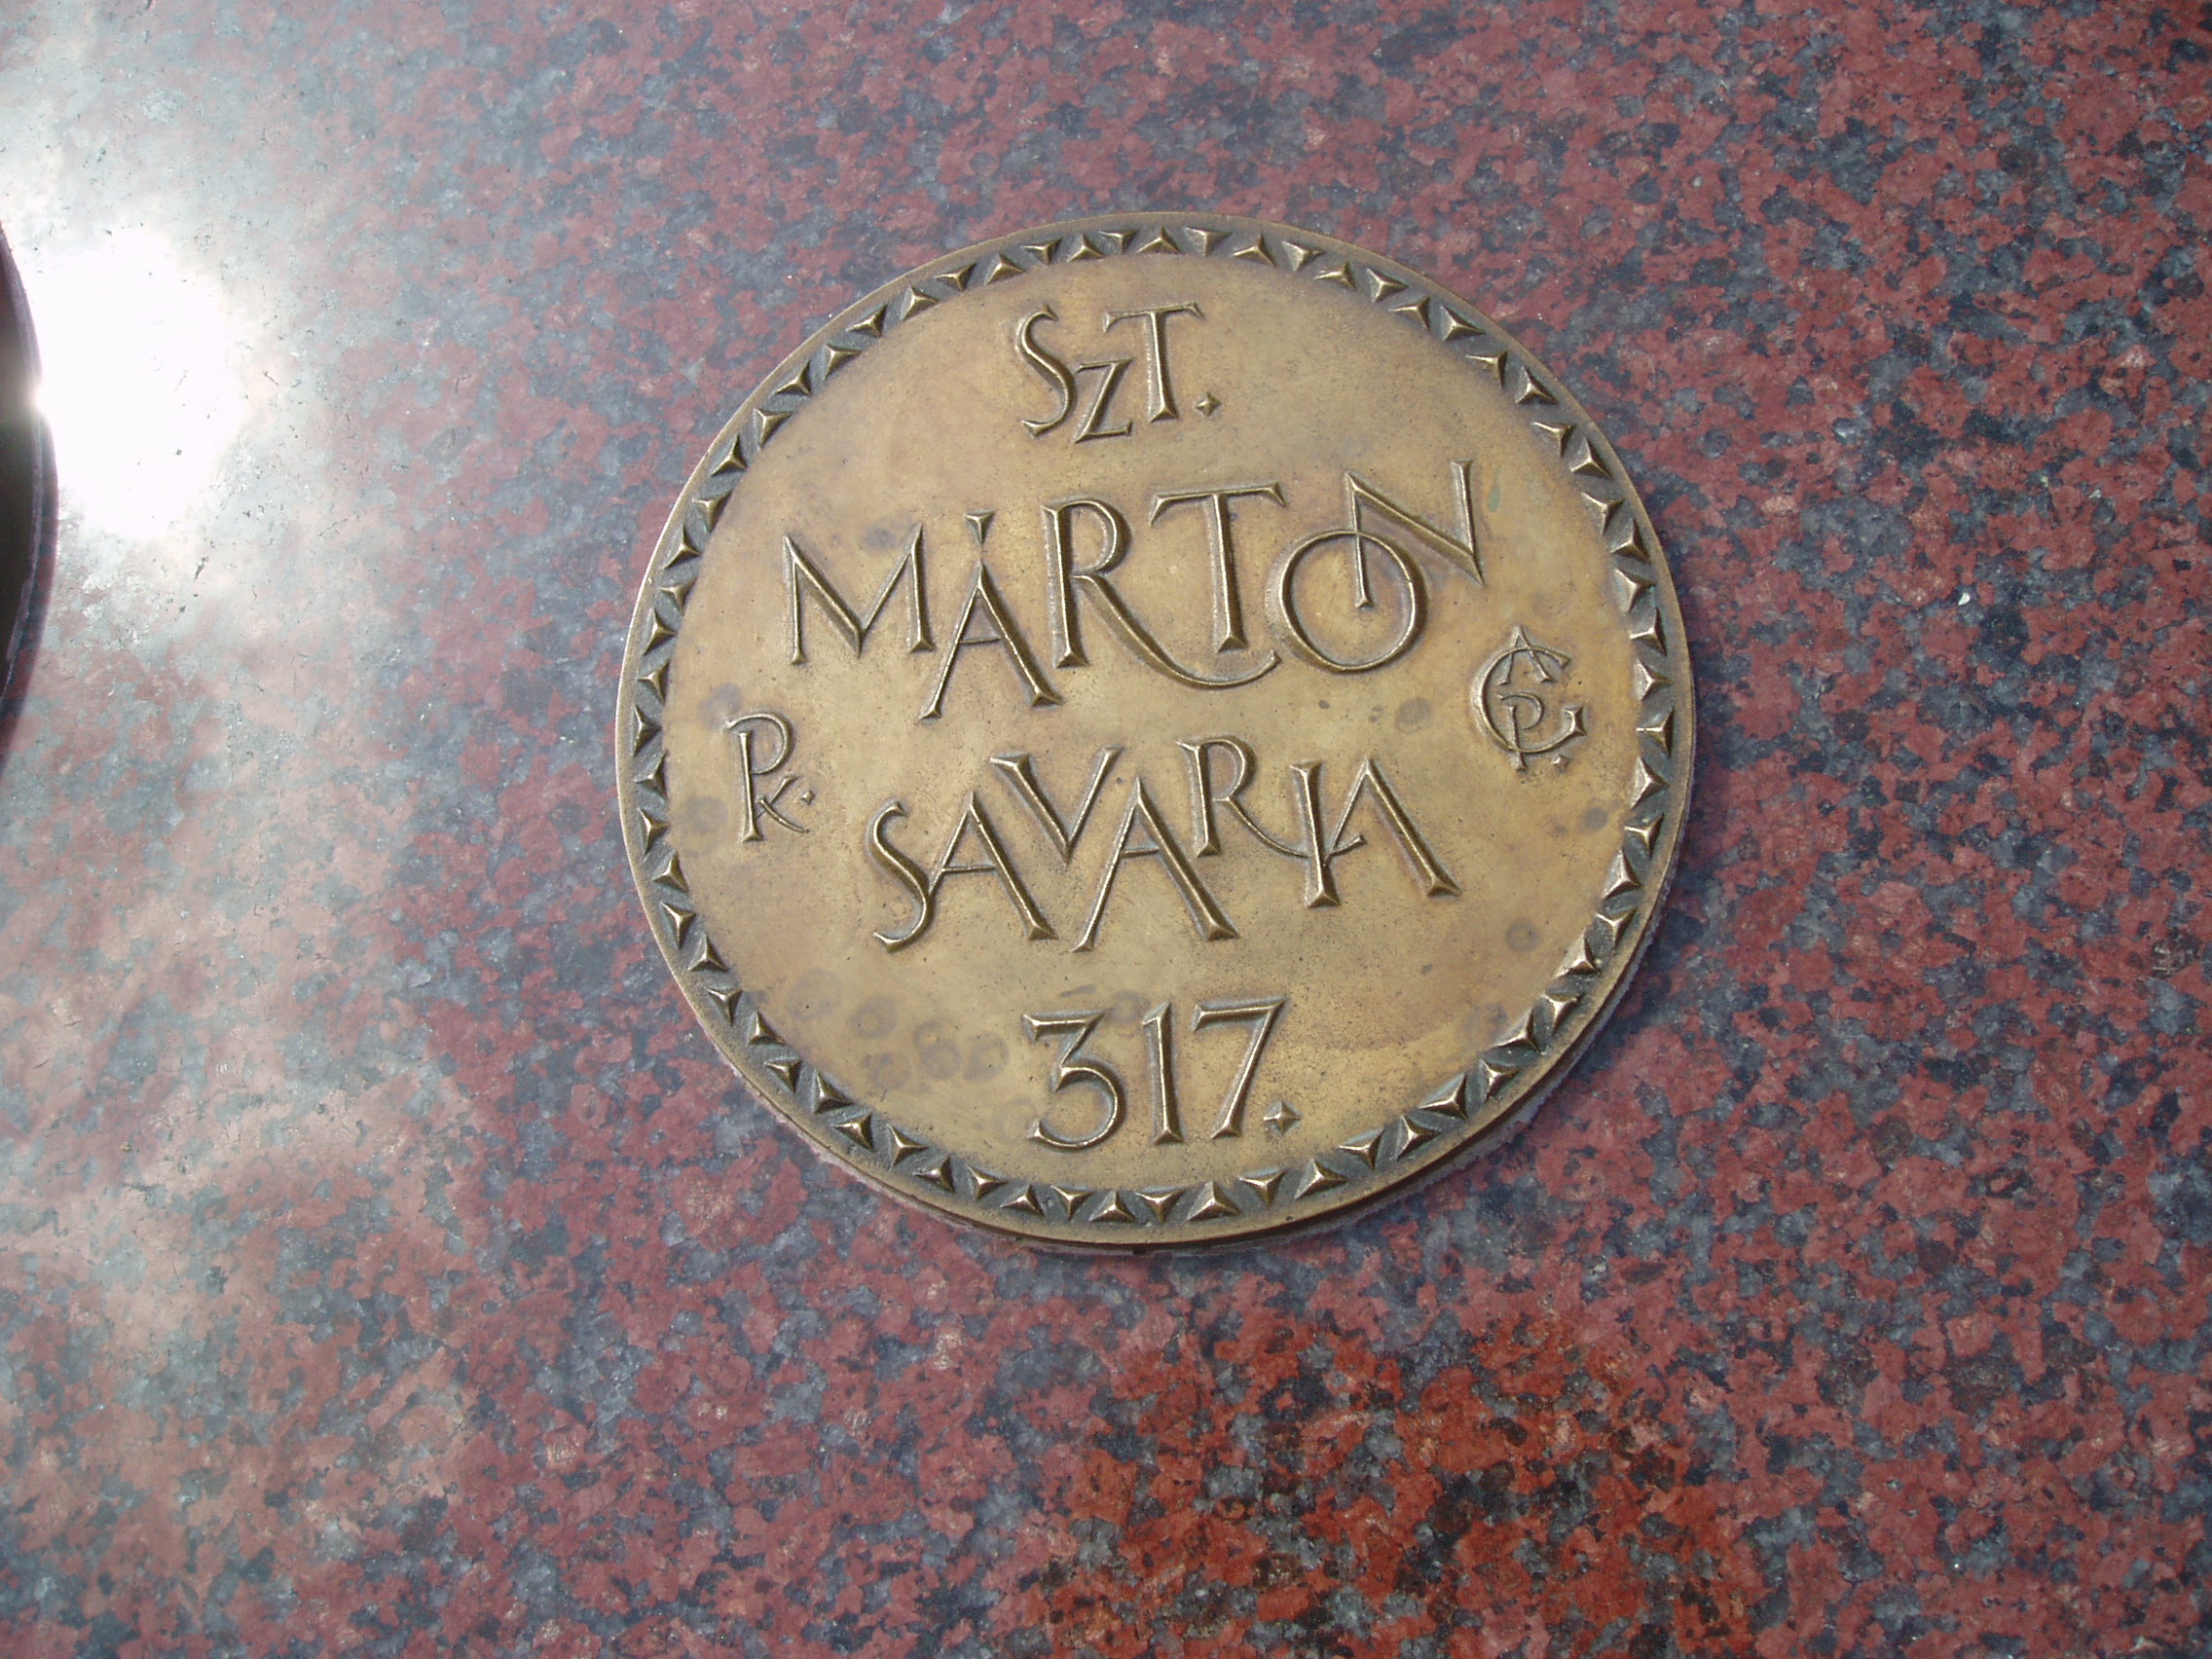 SZT.
MÁRTON
SAVARIA
317.